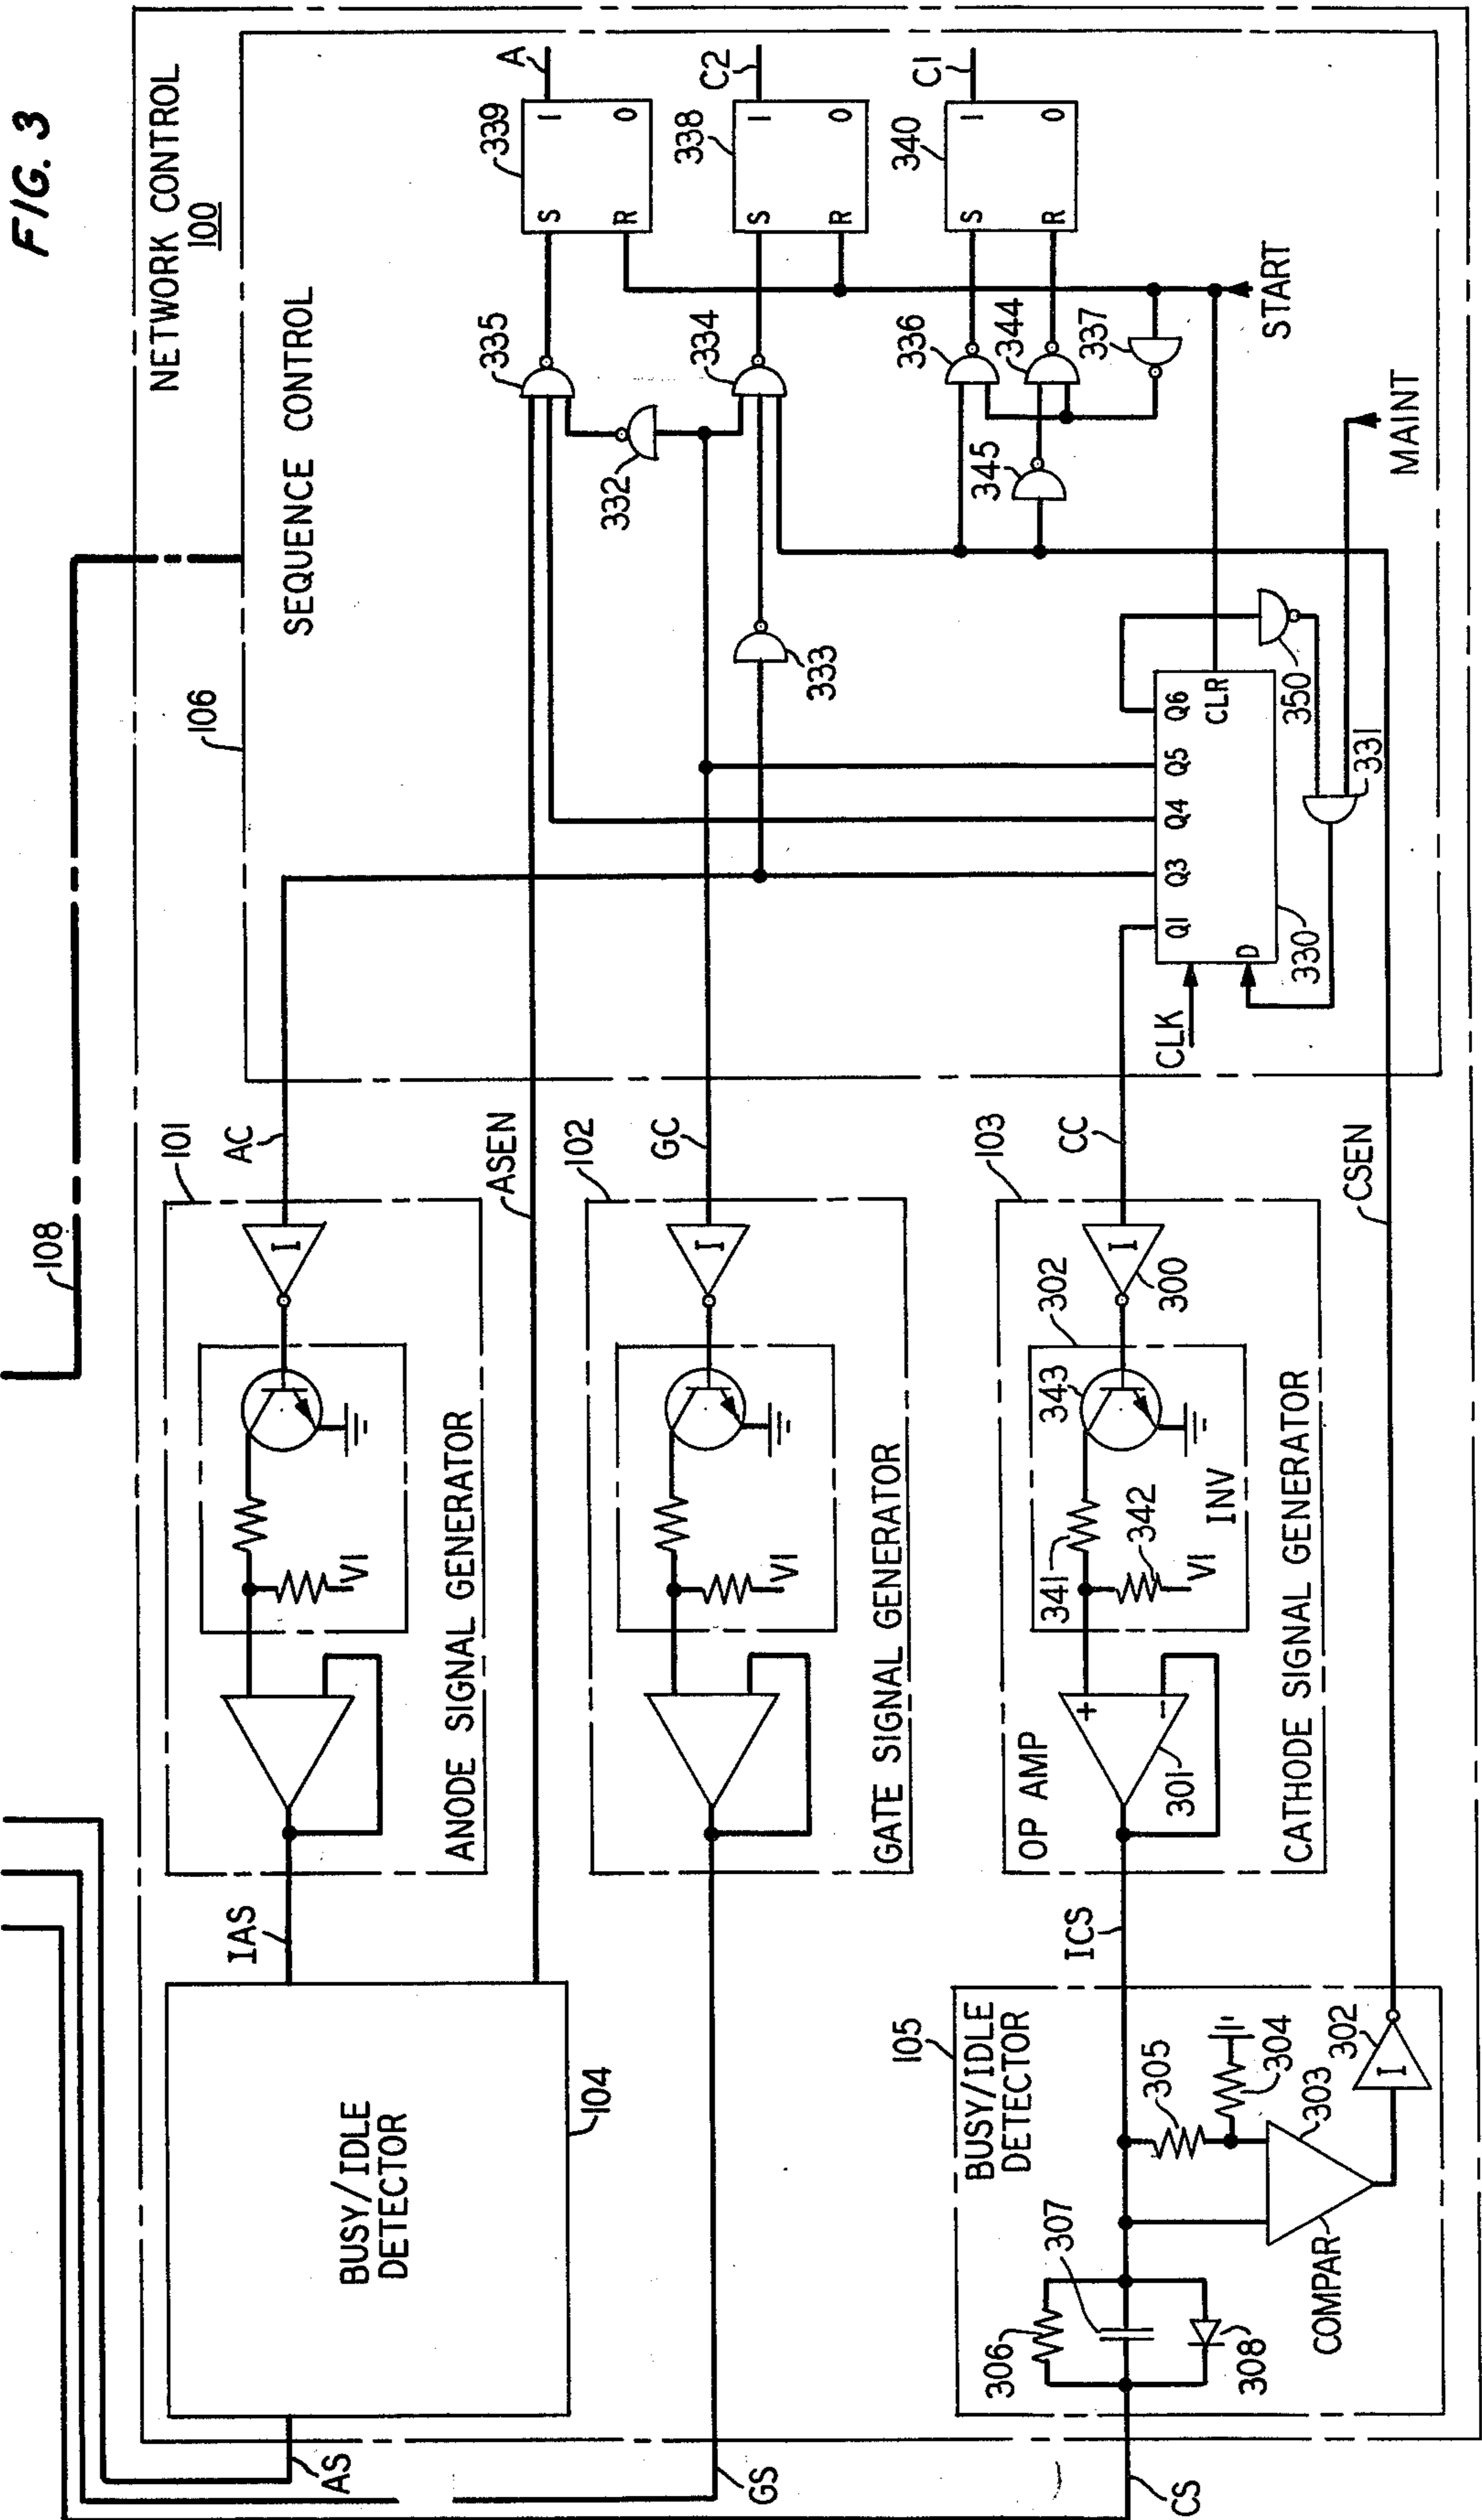 FIG. 3
NETWORK CONTROL
100
SEQUENCE CONTROL
106
108
A
339
S
I
R
O
C2
338
S
I
R
O
C1
340
S
I
R
O
335
332
334
333
336
344
337
345
START
MAINT
350
331
Q1
Q3
Q4
Q5
Q6
CLR
D
330
CLK
AC
101
I
VI
ANODE SIGNAL GENERATOR
ASEN
GC
102
I
VI
GATE SIGNAL GENERATOR
CC
103
I
300
302
343
341
342
VI
INV
OP AMP
+
-
301
CATHODE SIGNAL GENERATOR
CSEN
IAS
BUSY/IDLE
DETECTOR
104
AS
GS
ICS
105
BUSY/IDLE
DETECTOR
305
304
303
302
I
COMPAR
306
307
308
CS